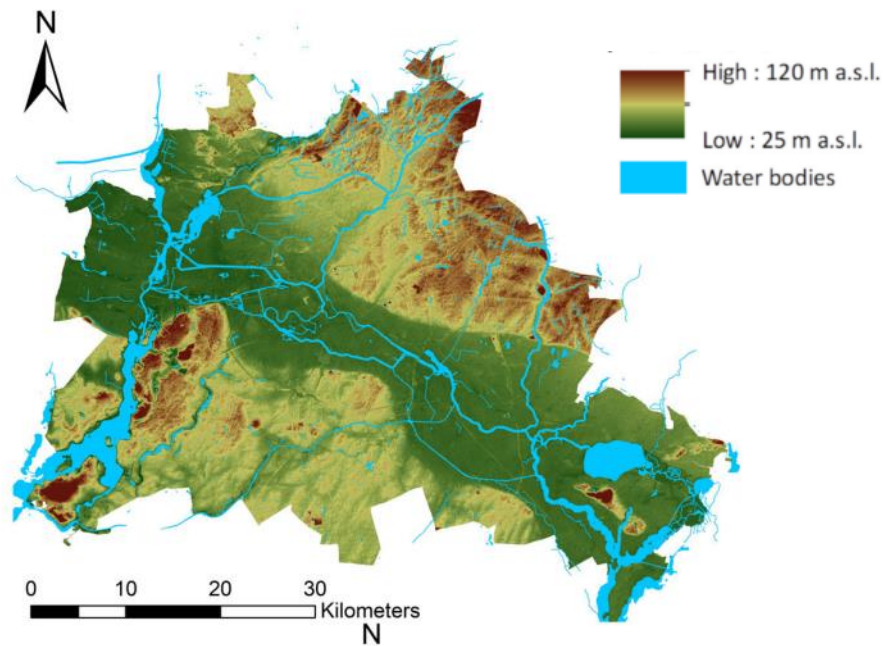 N
High : 120 m a.s.l.
Low : 25 m a.s.l.
Water bodies
0 10 20 30
Kilometers
N